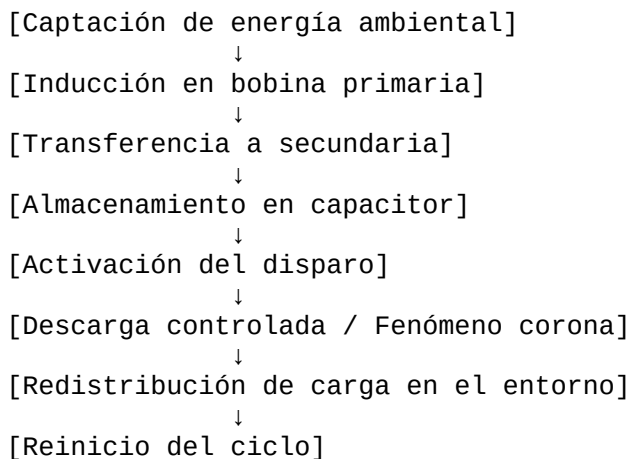 [Captación de energía ambiental]
↓
[Inducción en bobina primaria]
↓
[Transferencia a secundaria]
↓
[Almacenamiento en capacitor]
↓
[Activación del disparo]
↓
[Descarga controlada / Fenómeno corona]
↓
[Redistribución de carga en el entorno]
↓
[Reinicio del ciclo]